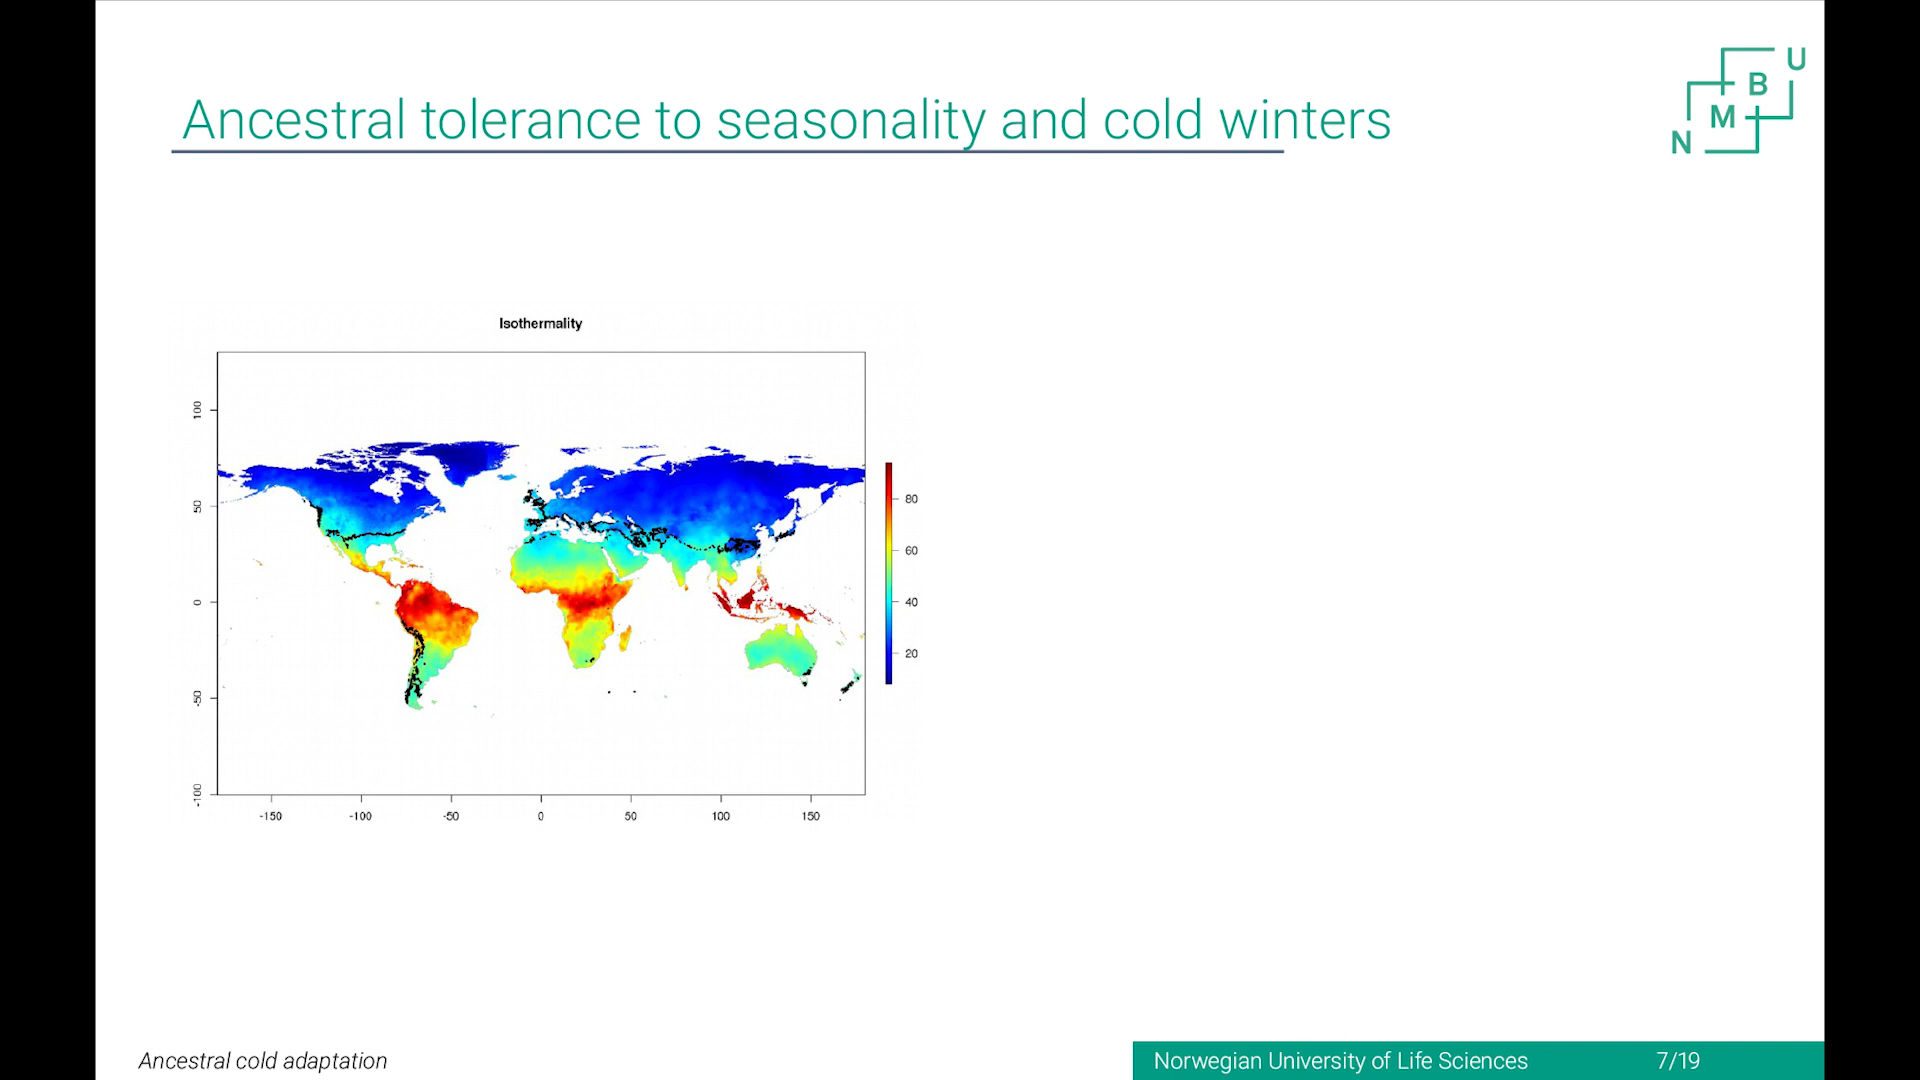 Ancestral tolerance to seasonality and cold winters
N M B U
Isothermality
100
50
0
-50
-100
-150 -100 -50 0 50 100 150
80
60
40
20
Ancestral cold adaptation
Norwegian University of Life Sciences 7/19